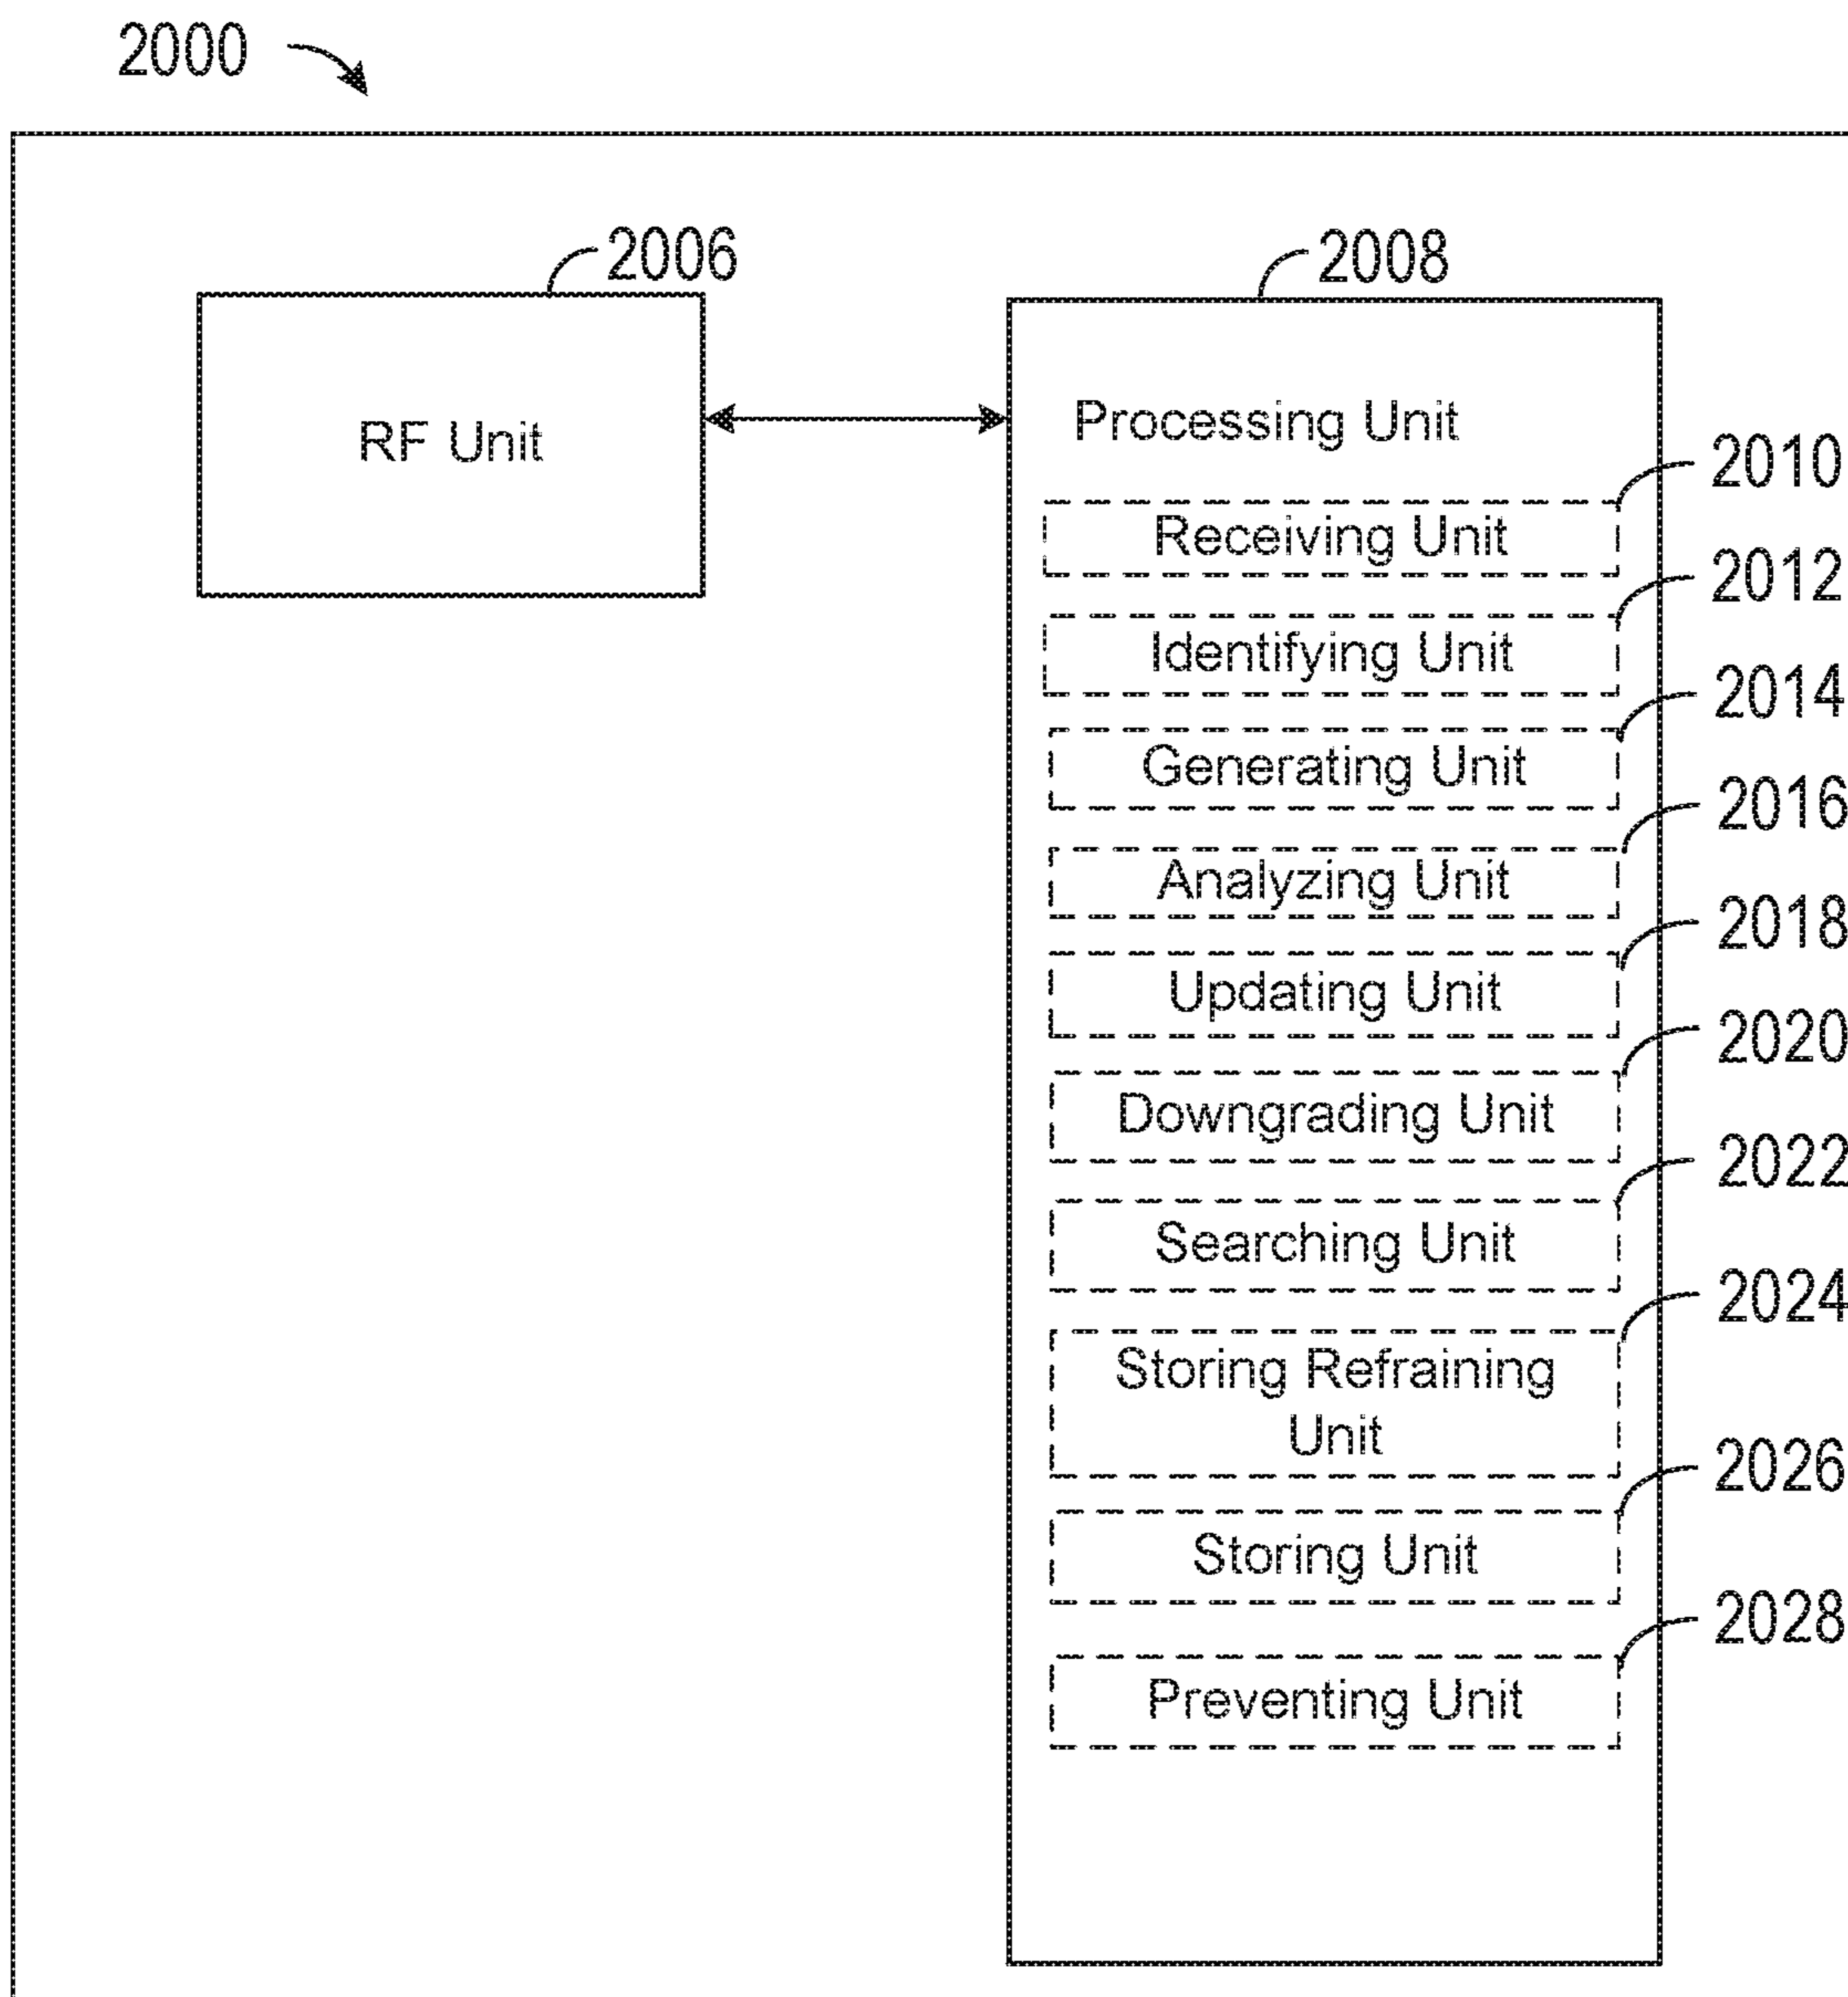 2000
2006
2008
RF Unit
Processing Unit
2010
Receiving Unit
2012
Identifying Unit
2014
Generating Unit
2016
Analyzing Unit
2018
Updating Unit
2020
Downgrading Unit
2022
Searching Unit
2024
Storing Refraining
Unit
2026
Storing Unit
2028
Preventing Unit